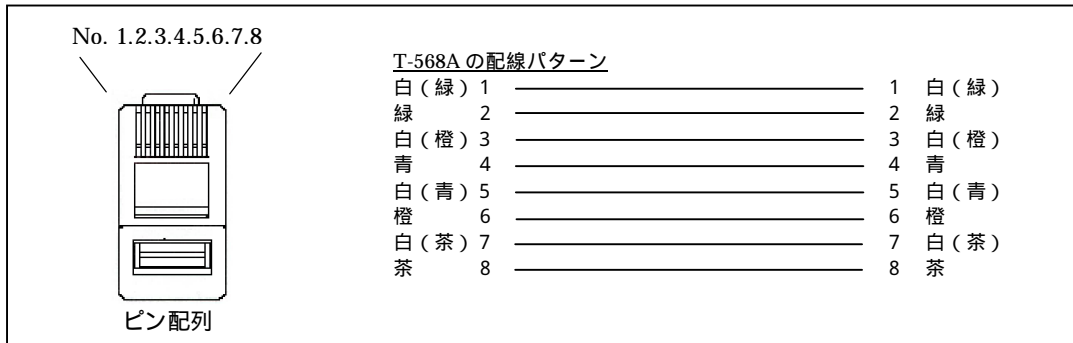 No. 1.2.3.4.5.6.7.8
ピン配列
T-568A の配線パターン
白（緑）1 1 白（緑）
緑 2 2 緑
白（橙）3 3 白（橙）
青 4 4 青
白（青）5 5 白（青）
橙 6 6 橙
白（茶）7 7 白（茶）
茶 8 8 茶